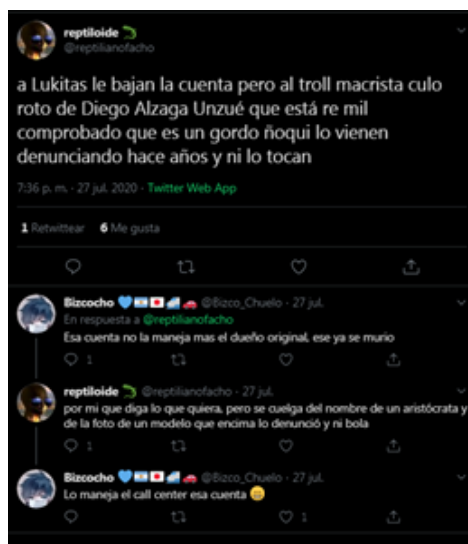 reptiloide
@reptilianofacho
a Lukitas le bajan la cuenta pero al troll macrista culo
roto de Diego Alzaga Unzué que está re mil
comprobado que es un gordo ñoqui lo vienen
denunciando hace años y ni lo tocan
7:36 p. m. · 27 jul. 2020 · Twitter Web App
1 Retwittear 6 Me gusta
Bizcocho @Bizco_Chuelo · 27 jul.
En respuesta a @reptilianofacho
Esa cuenta no la maneja mas el dueño original, ese ya se murio
1
reptiloide @reptilianofacho · 27 jul.
por mi que diga lo que quiera, pero se cuelga del nombre de un aristócrata y
de la foto de un modelo que encima lo denunció y ni bola
1
Bizcocho @Bizco_Chuelo · 27 jul.
Lo maneja el call center esa cuenta 😄
1